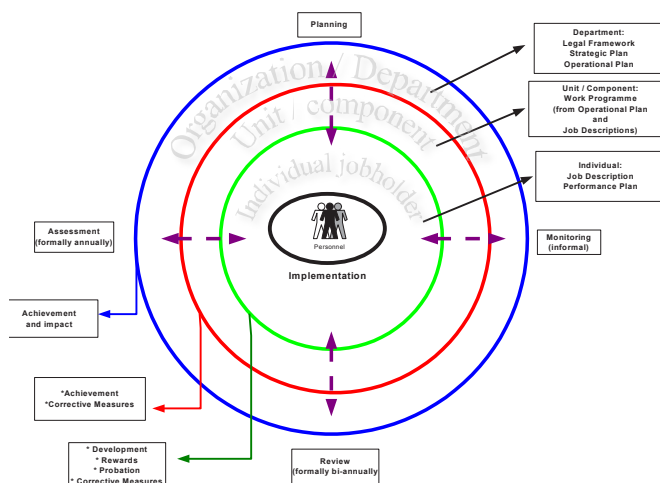 Planning
Department:
Legal Framework
Strategic Plan
Operational Plan
Organization / Department
Unit / component
Individual jobholder
Unit / Component:
Work Programme
(from Operational Plan
and
Job Descriptions)
Individual:
Job Description
Performance Plan
Personnel
Implementation
Assessment
(formally annually)
Monitoring
(informal)
Achievement
and impact
*Achievement
*Corrective Measures
* Development
* Rewards
* Probation
* Corrective Measures
Review
(formally bi-annually